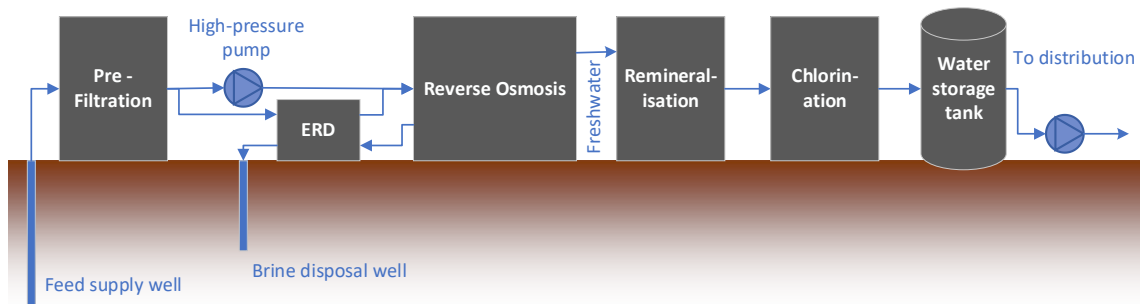 High-pressure
pump
Pre -
Filtration
ERD
Reverse Osmosis
Freshwater
Remineral-
isation
Chlorin-
ation
Water
storage
tank
To distribution
Feed supply well
Brine disposal well